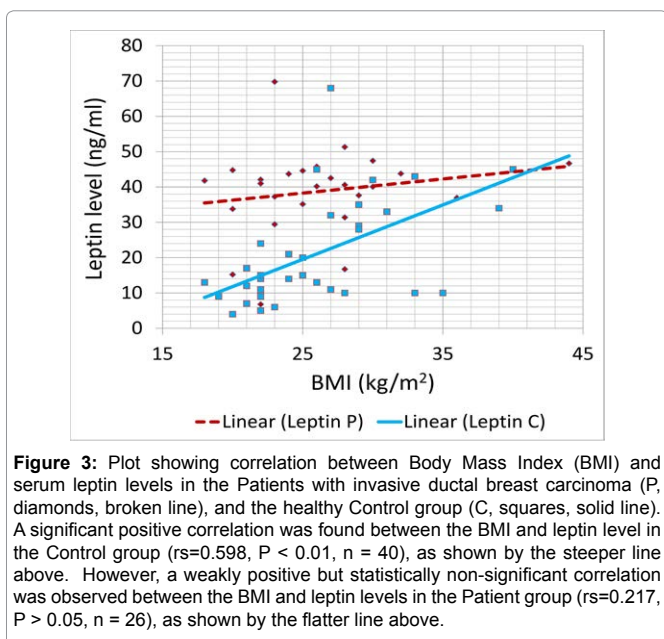 80
70
60
50
40
30
20
10
0
Leptin level (ng/ml)
15 25 35 45
BMI (kg/m²)
Linear (Leptin P) Linear (Leptin C)
Figure 3: Plot showing correlation between Body Mass Index (BMI) and
serum leptin levels in the Patients with invasive ductal breast carcinoma (P,
diamonds, broken line), and the healthy Control group (C, squares, solid line).
A significant positive correlation was found between the BMI and leptin level in
the Control group (rs=0.598, P < 0.01, n = 40), as shown by the steeper line
above. However, a weakly positive but statistically non-significant correlation
was observed between the BMI and leptin levels in the Patient group (rs=0.217,
P > 0.05, n = 26), as shown by the flatter line above.